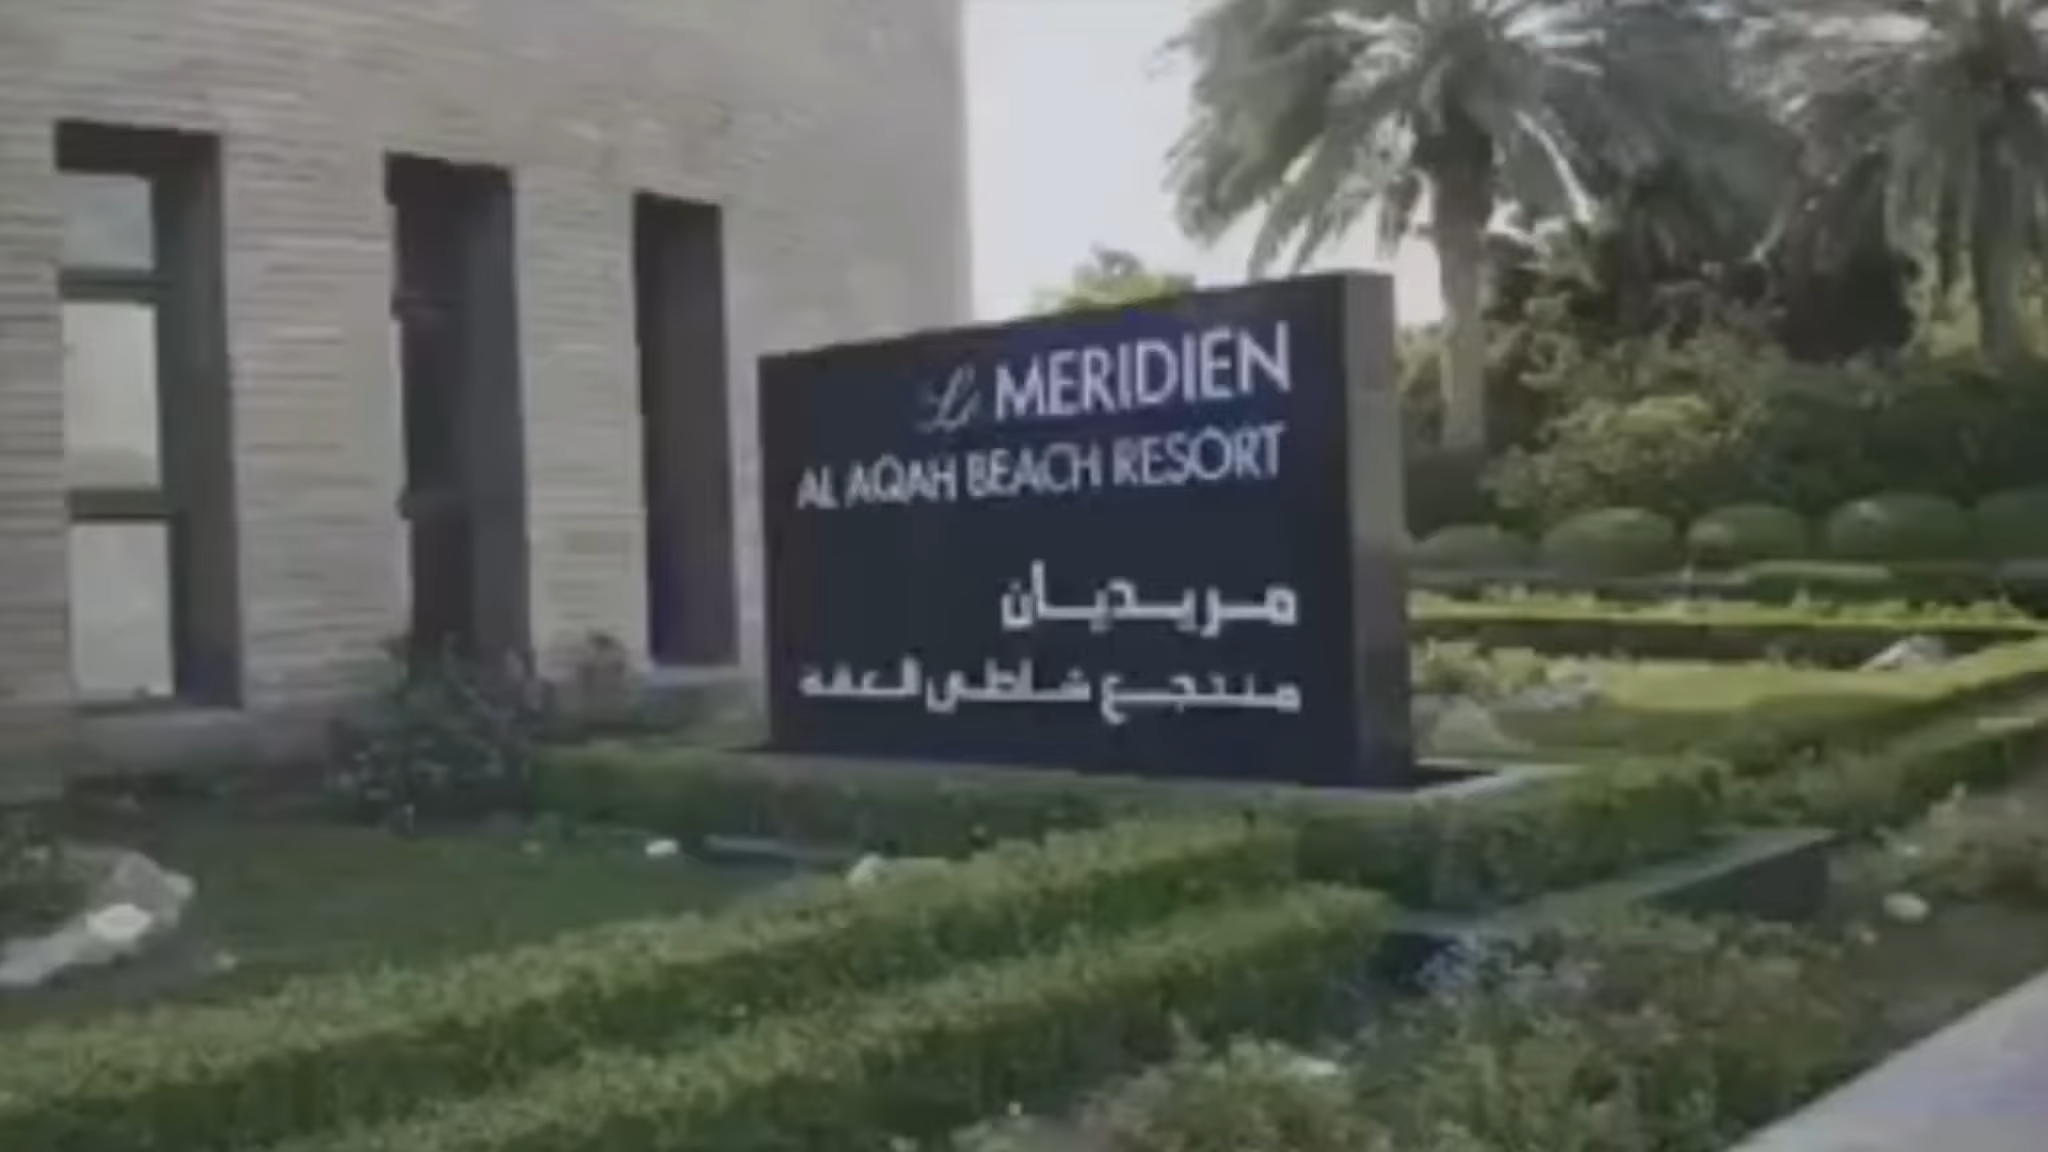 Le MERIDIEN
AL AQAH BEACH RESORT
مريديان
منتجع شاطئ العقة